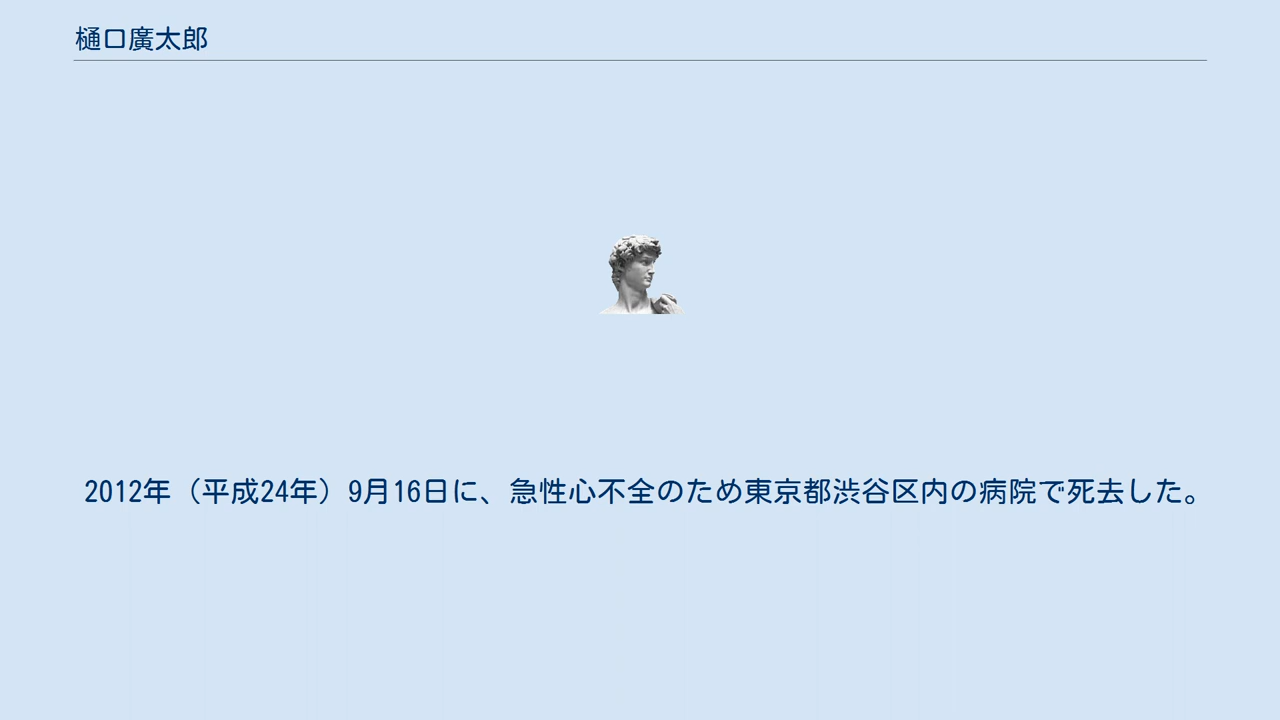 樋口廣太郎
2012年（平成24年）9月16日に、急性心不全のため東京都渋谷区内の病院で死去した。